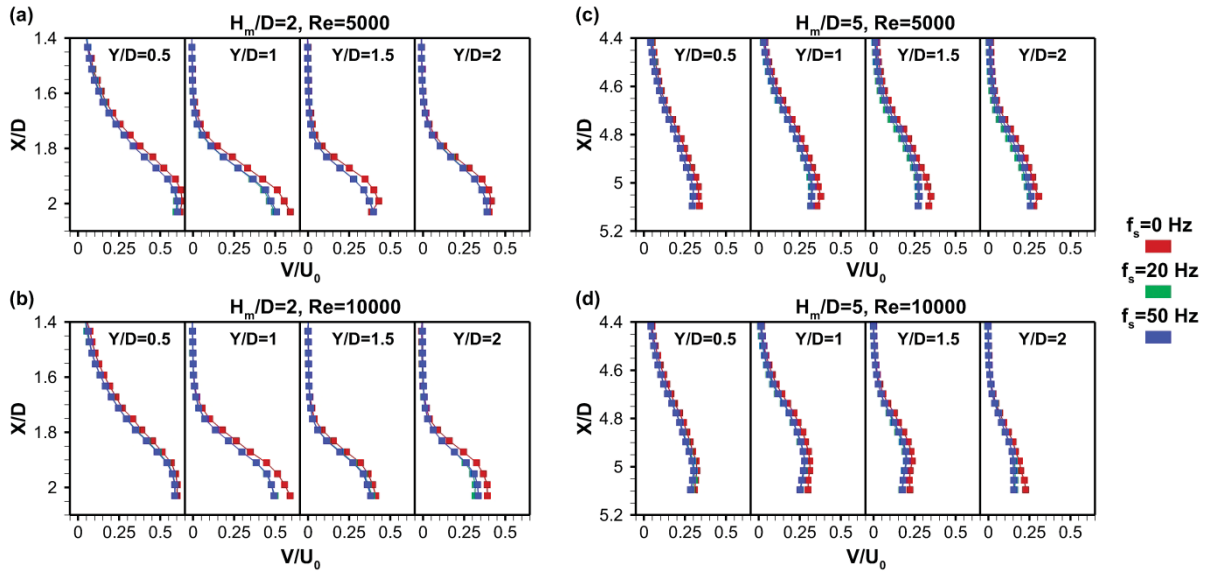 (a)
H_m/D=2, Re=5000
1.4
1.6
1.8
2
X/D
Y/D=0.5
Y/D=1
Y/D=1.5
Y/D=2
0 0.25 0.5 0 0.25 0.5 0 0.25 0.5 0 0.25 0.5
V/U_0
(c)
H_m/D=5, Re=5000
4.4
4.6
4.8
5
5.2
X/D
Y/D=0.5
Y/D=1
Y/D=1.5
Y/D=2
0 0.25 0.5 0 0.25 0.5 0 0.25 0.5 0 0.25 0.5
V/U_0
(b)
H_m/D=2, Re=10000
1.4
1.6
1.8
2
X/D
Y/D=0.5
Y/D=1
Y/D=1.5
Y/D=2
0 0.25 0.5 0 0.25 0.5 0 0.25 0.5 0 0.25 0.5
V/U_0
(d)
H_m/D=5, Re=10000
4.4
4.6
4.8
5
5.2
X/D
Y/D=0.5
Y/D=1
Y/D=1.5
Y/D=2
0 0.25 0.5 0 0.25 0.5 0 0.25 0.5 0 0.25 0.5
V/U_0
f_s=0 Hz
f_s=20 Hz
f_s=50 Hz